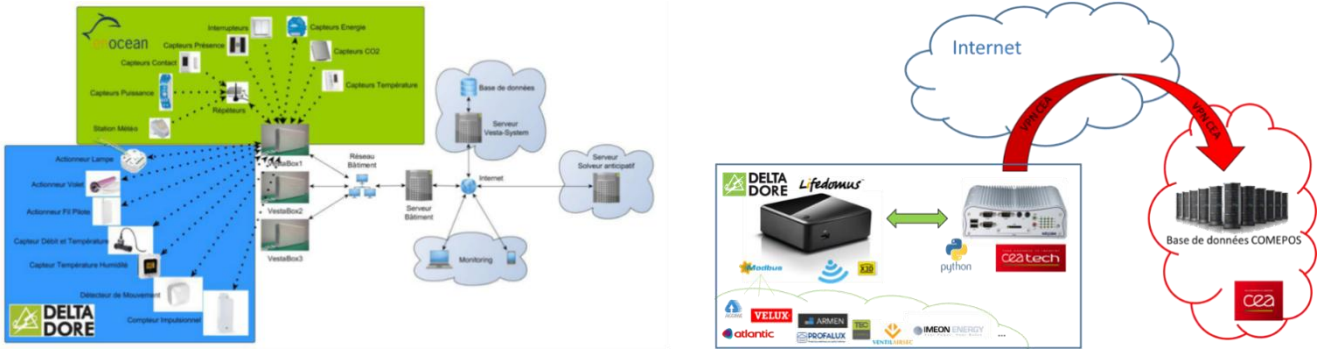 enocean
Interrupteurs
Capteurs Energie
Capteurs Présence
Capteurs CO2
Capteurs Contact
Capteurs Température
Capteurs Puissance
Répéteurs
Station Météo
Actionneur Lampe
Actionneur Volet
Actionneur Fil Pilote
Capteur Débit et Température
Capteur Température Humidité
Détecteur de Mouvement
Compteur Impulsionnel
DELTA
DORE
VestaBox1
VestaBox2
VestaBox3
Réseau
Bâtiment
Serveur
Bâtiment
Base de données
Serveur
Vesta-System
Internet
Serveur
Solveur anticipatif
Monitoring
Internet
VPN CEA
VPN CEA
DELTA
DORE
Lifedomus
python
ceatech
Modbus
X3D
VELUX
ARMEN
TEC
atlantic
PROFALUX
IMEON ENERGY
...
Base de données COMEPOS
cea